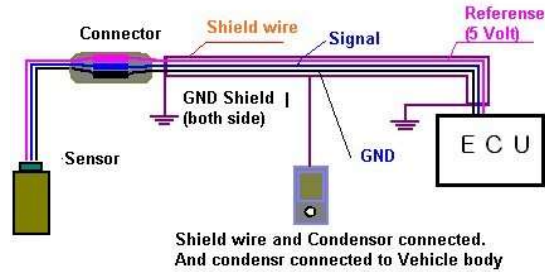 Connector
Shield wire
Referense
(5 Volt)
Signal
GND Shield
(both side)
GND
E C U
Sensor
Shield wire and Condensor connected.
And condensr connected to Vehicle body